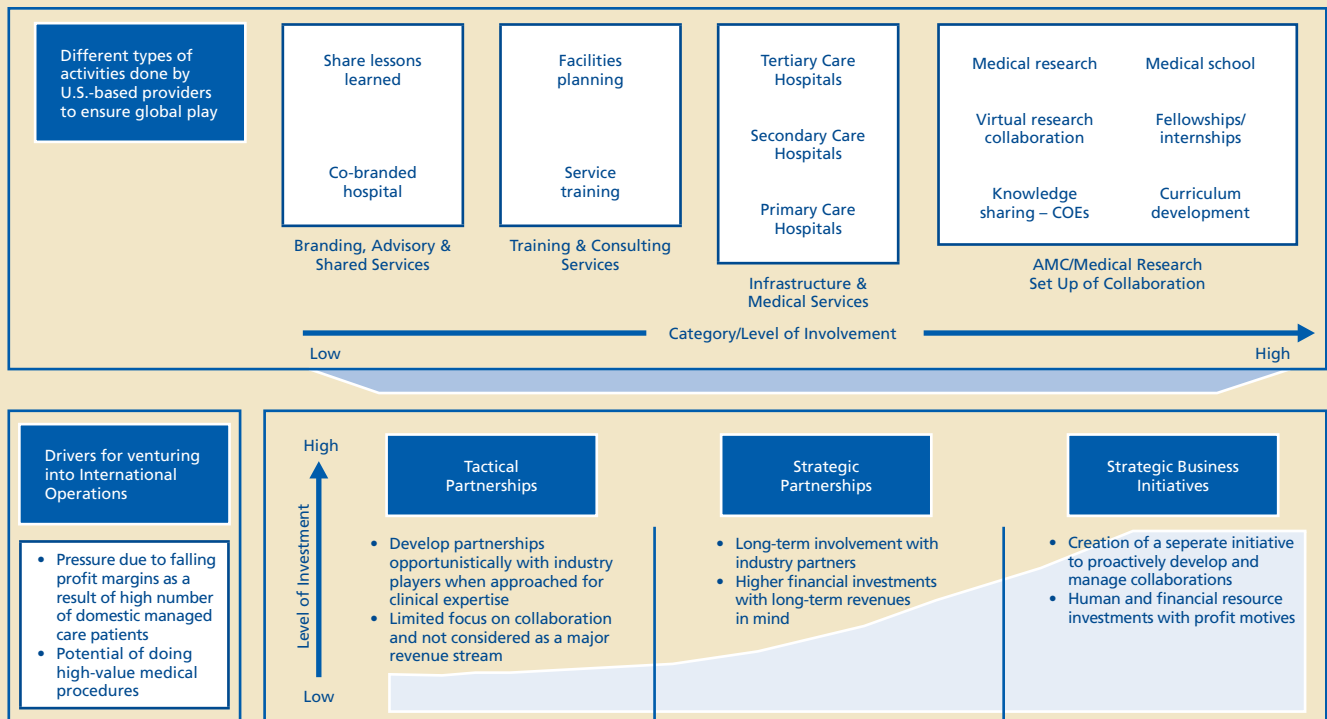 Different types of
activities done by
U.S.-based providers
to ensure global play
Share lessons
learned
Co-branded
hospital
Branding, Advisory &
Shared Services
Facilities
planning
Service
training
Training & Consulting
Services
Tertiary Care
Hospitals
Secondary Care
Hospitals
Primary Care
Hospitals
Infrastructure &
Medical Services
Medical research
Medical school
Virtual research
collaboration
Fellowships/
internships
Knowledge
sharing – COEs
Curriculum
development
AMC/Medical Research
Set Up of Collaboration
Category/Level of Involvement
Low
High
Drivers for venturing
into International
Operations
• Pressure due to falling
profit margins as a
result of high number
of domestic managed
care patients
• Potential of doing
high-value medical
procedures
High
Level of Investment
Low
Tactical
Partnerships
• Develop partnerships
opportunistically with industry
players when approached for
clinical expertise
• Limited focus on collaboration
and not considered as a major
revenue stream
Strategic
Partnerships
• Long-term involvement with
industry partners
• Higher financial investments
with long-term revenues
in mind
Strategic Business
Initiatives
• Creation of a seperate initiative
to proactively develop and
manage collaborations
• Human and financial resource
investments with profit motives